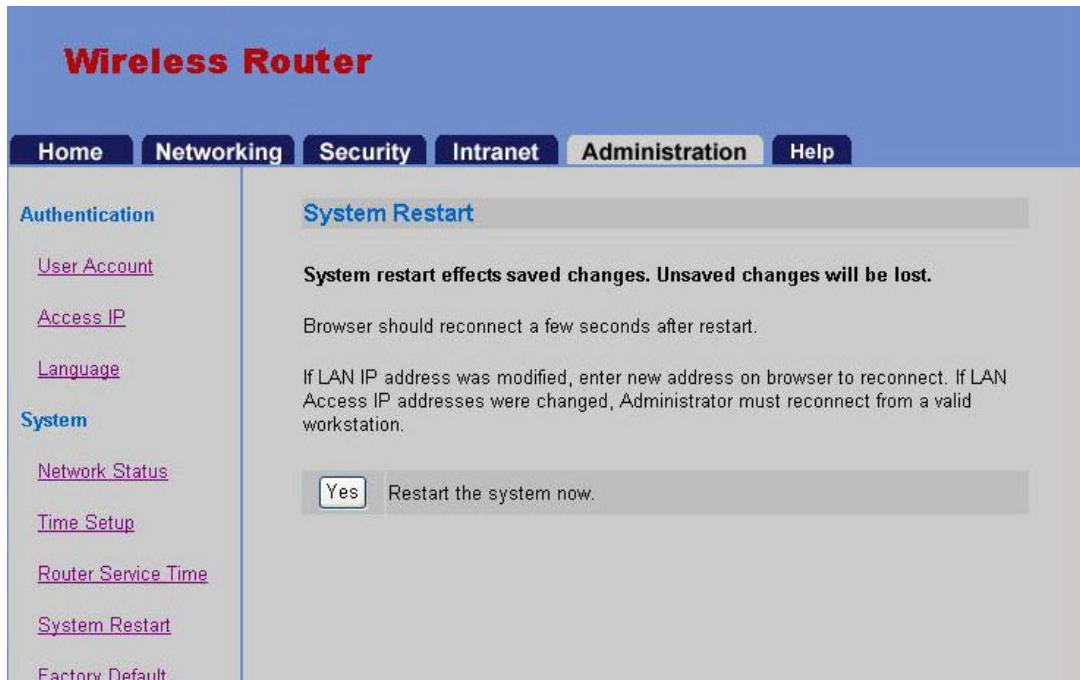 Wireless Router
Home Networking Security Intranet Administration Help
Authentication
User Account
Access IP
Language
System
Network Status
Time Setup
Router Service Time
System Restart
Factory Default
System Restart
System restart effects saved changes. Unsaved changes will be lost.
Browser should reconnect a few seconds after restart.
If LAN IP address was modified, enter new address on browser to reconnect. If LAN
Access IP addresses were changed, Administrator must reconnect from a valid
workstation.
Yes Restart the system now.